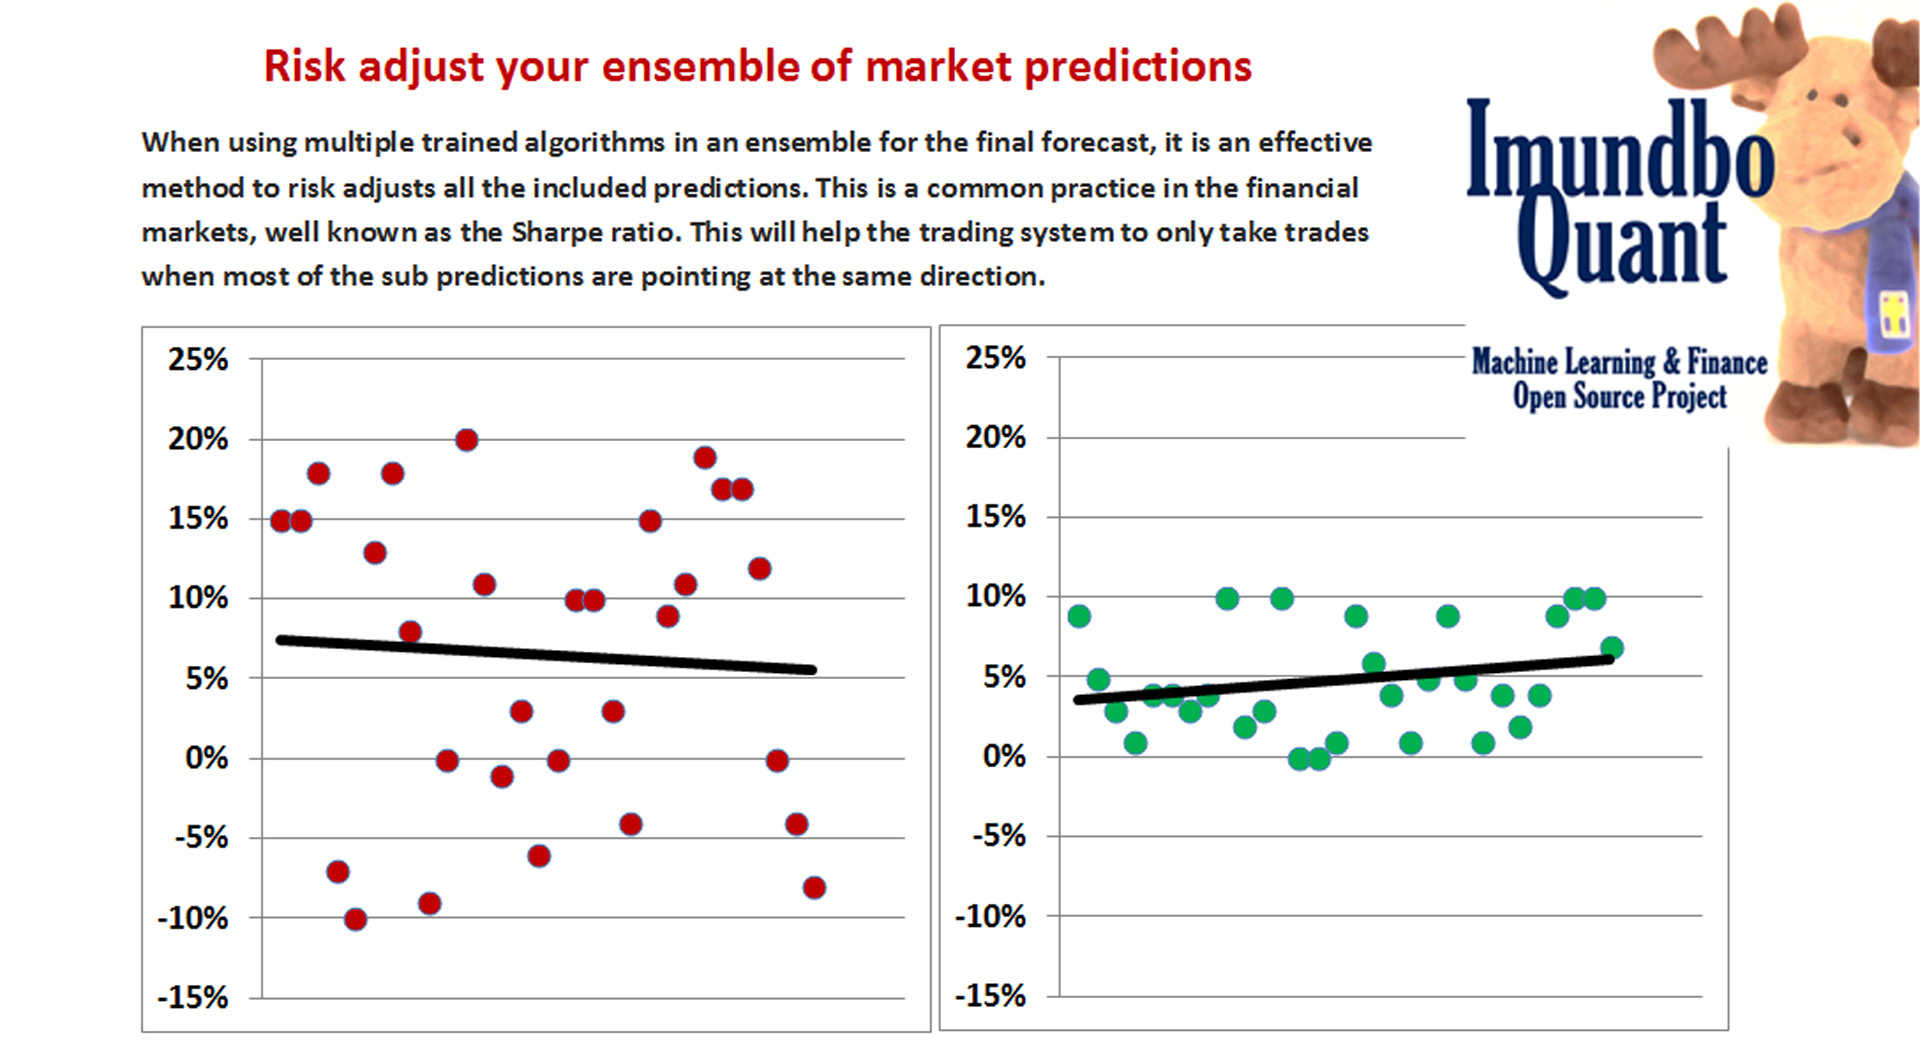 Risk adjust your ensemble of market predictions
When using multiple trained algorithms in an ensemble for the final forecast, it is an effective
method to risk adjusts all the included predictions. This is a common practice in the financial
markets, well known as the Sharpe ratio. This will help the trading system to only take trades
when most of the sub predictions are pointing at the same direction.
Imundbo
Quant
Machine Learning & Finance
Open Source Project
25%
20%
15%
10%
5%
0%
-5%
-10%
-15%
25%
20%
15%
10%
5%
0%
-5%
-10%
-15%